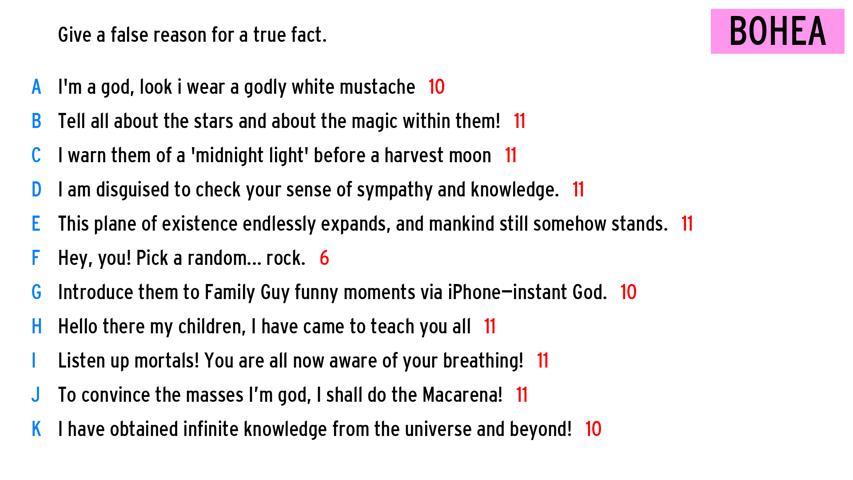 Give a false reason for a true fact.
BOHEA
A I'm a god, look i wear a godly white mustache 10
B Tell all about the stars and about the magic within them! 11
C I warn them of a 'midnight light' before a harvest moon 11
D I am disguised to check your sense of sympathy and knowledge. 11
E This plane of existence endlessly expands, and mankind still somehow stands. 11
F Hey, you! Pick a random... rock. 6
G Introduce them to Family Guy funny moments via iPhone—instant God. 10
H Hello there my children, I have came to teach you all 11
I Listen up mortals! You are all now aware of your breathing! 11
J To convince the masses I’m god, I shall do the Macarena! 11
K I have obtained infinite knowledge from the universe and beyond! 10